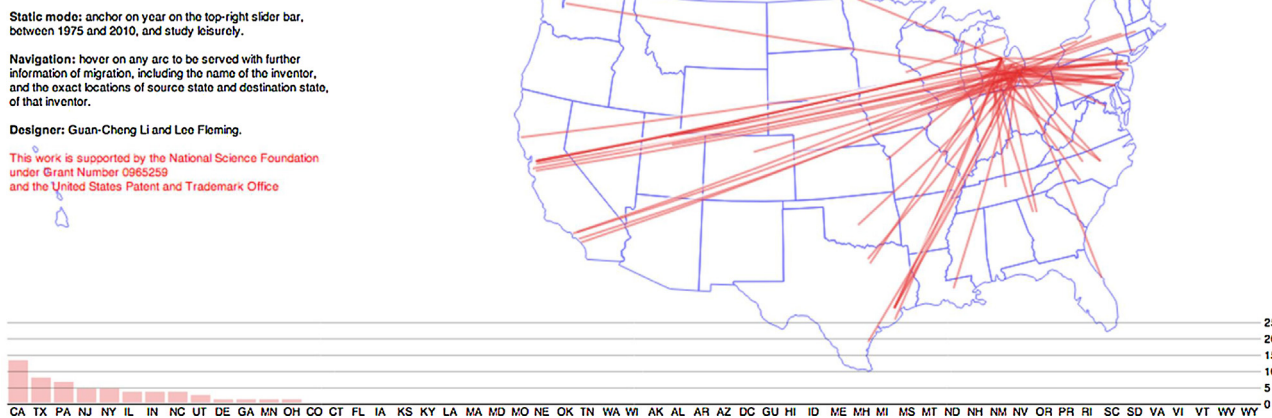 Static mode: anchor on year on the top-right slider bar,
between 1975 and 2010, and study leisurely.
Navigation: hover on any arc to be served with further
information of migration, including the name of the inventor,
and the exact locations of source state and destination state,
of that inventor.
Designer: Guan-Cheng Li and Lee Fleming.
This work is supported by the National Science Foundation
under Grant Number 0965259
and the United States Patent and Trademark Office
5
0
CA TX PA NJ NY IL IN NC UT DE GA MN OH CO CT FL IA KS KY LA MA MD MO NE OK TN WA WI AK AL AR AZ DC GU HI ID ME MH MI MS MT ND NH NM NV OR PR RI SC SD VA VI VT WV WY